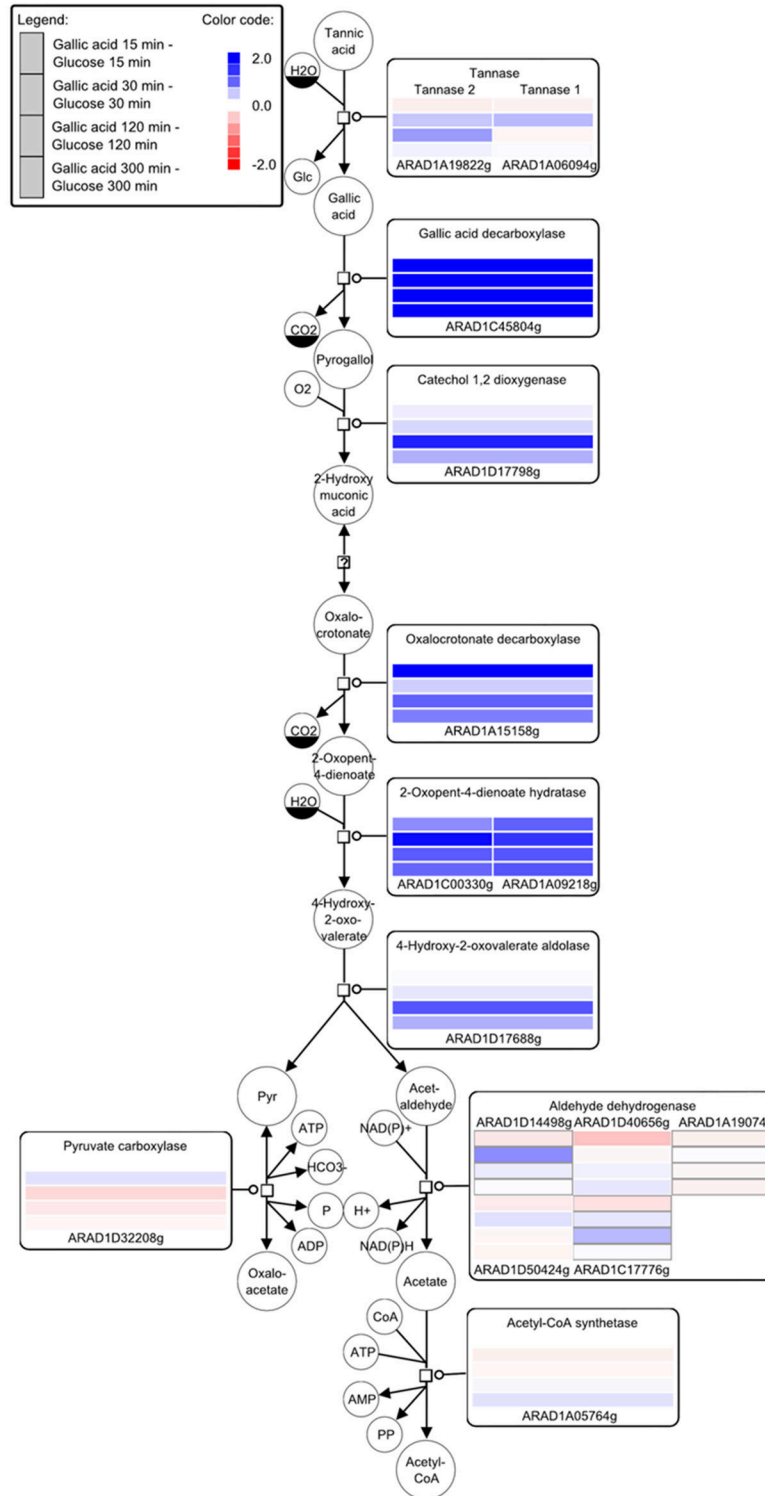 Legend:
Color code:
Gallic acid 15 min -
Glucose 15 min
Gallic acid 30 min -
Glucose 30 min
Gallic acid 120 min -
Glucose 120 min
Gallic acid 300 min -
Glucose 300 min
2.0
0.0
-2.0
Tannic
acid
H2O
Glc
Tannase
Tannase 2 Tannase 1
ARAD1A19822g ARAD1A06094g
Gallic
acid
Gallic acid decarboxylase
ARAD1C45804g
CO2
Pyrogallol
O2
Catechol 1,2 dioxygenase
ARAD1D17798g
2-Hydroxy
muconic
acid
?
Oxalo-
crotonate
Oxalocrotonate decarboxylase
ARAD1A15158g
CO2
2-Oxopent-
4-dienoate
H2O
2-Oxopent-4-dienoate hydratase
ARAD1C00330g ARAD1A09218g
4-Hydroxy-
2-oxo-
valerate
4-Hydroxy-2-oxovalerate aldolase
ARAD1D17688g
Pyr
Acet-
aldehyde
ATP
HCO3-
P
ADP
NAD(P)+
H+
NAD(P)H
Pyruvate carboxylase
ARAD1D32208g
Aldehyde dehydrogenase
ARAD1D14498g ARAD1D40656g ARAD1A19074
ARAD1D50424g ARAD1C17776g
Oxalo-
acetate
Acetate
CoA
ATP
AMP
PP
Acetyl-CoA synthetase
ARAD1A05764g
Acetyl-
CoA